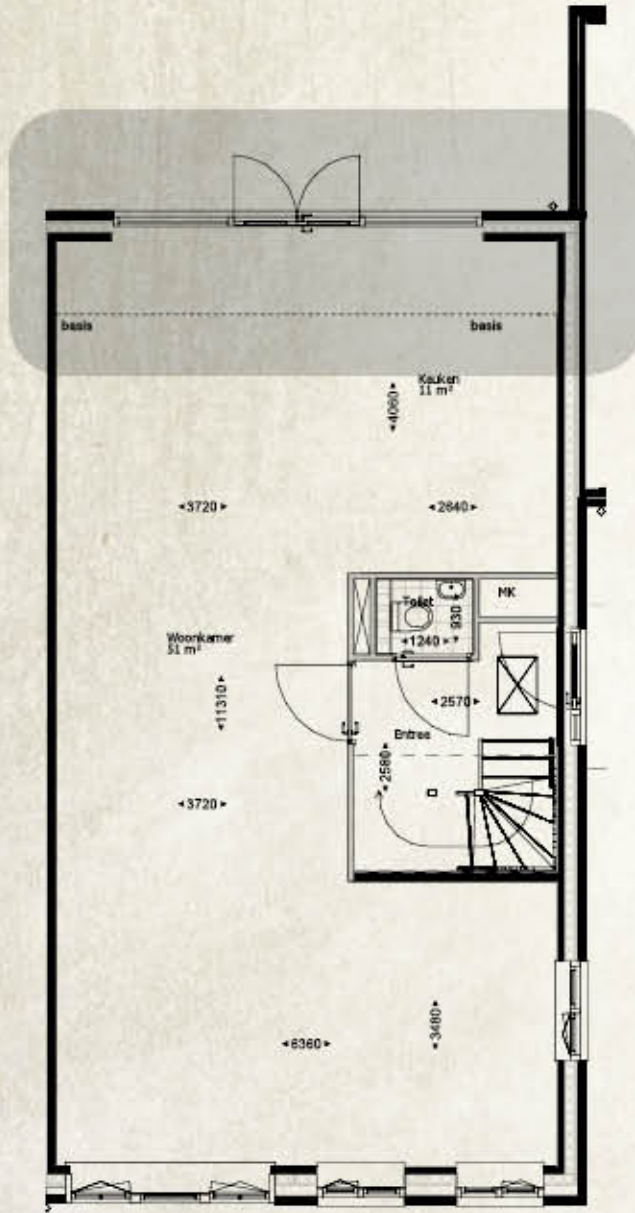 basis
basis
Keuken
11 m²
4060
3720
2640
Toilet
930
MK
1240
Woonkamer
51 m²
11310
2570
Entree
2580
3720
3480
6360